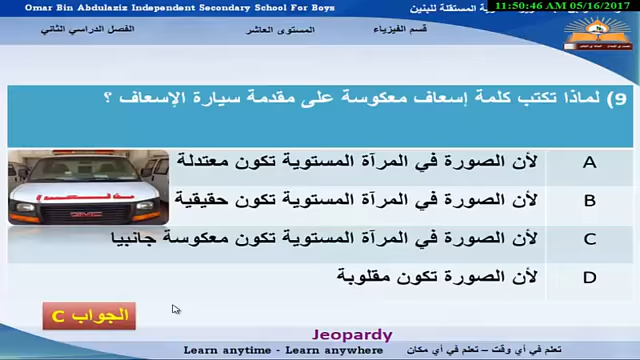 Omar Bin Abdulaziz Independent Secondary School For Boys
المستقلة للبنين
11:50:46 AM 05/16/2017
قسم الفيزياء
المستوى العاشر
الفصل الدراسي الثاني
9) لماذا تكتب كلمة إسعاف معكوسة على مقدمة سيارة الإسعاف ؟
A لأن الصورة في المرآة المستوية تكون معتدلة
B لأن الصورة في المرآة المستوية تكون حقيقية
C لأن الصورة في المرآة المستوية تكون معكوسة جانبيا
D لأن الصورة تكون مقلوبة
GMC
الجواب C
Jeopardy
Learn anytime - Learn anywhere
تعلم في أي وقت – تعلم في أي مكان